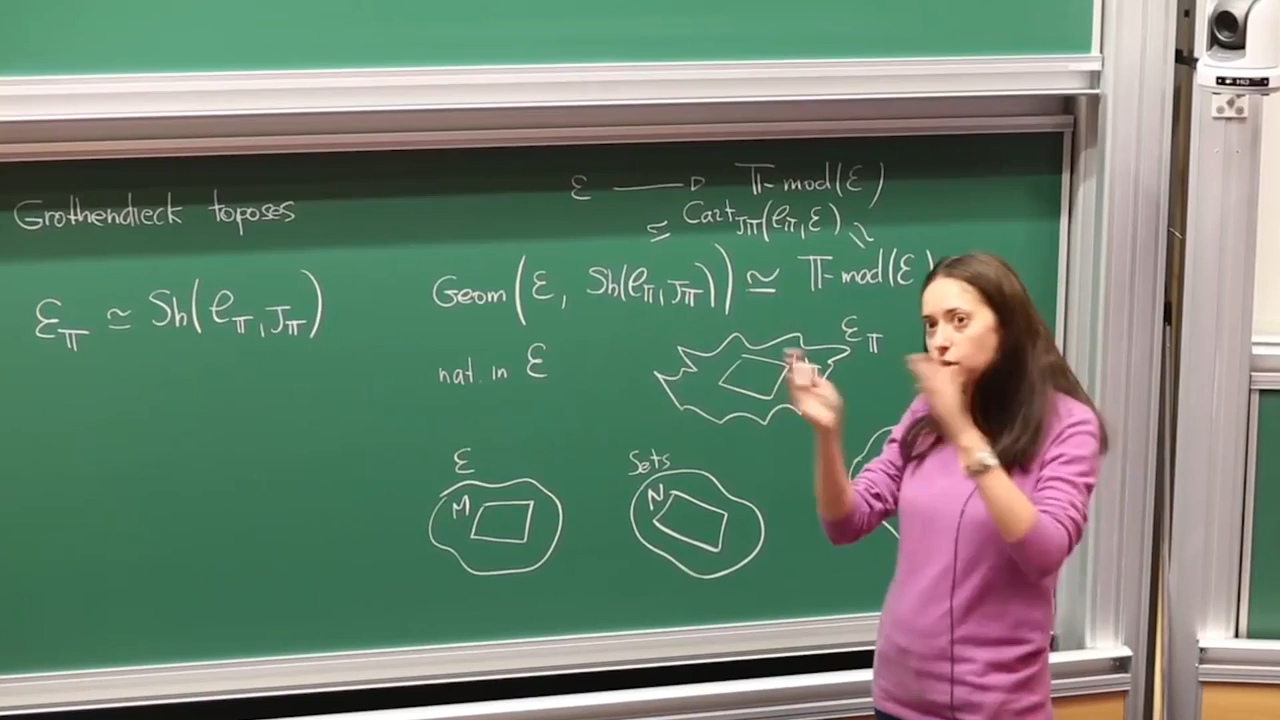 Grothendieck toposes
ℰ_𝕋 ≃ Sh(𝒞_𝕋, J_𝕋)
ℰ ⟶ 𝕋-mod(ℰ)
≃ Cart_{J_𝕋}(𝒞_𝕋, ℰ) ≃
Geom(ℰ, Sh(𝒞_𝕋, J_𝕋)) ≃ 𝕋-mod(ℰ)
nat. in ℰ
ℰ_𝕋
ℰ
M
Sets
N